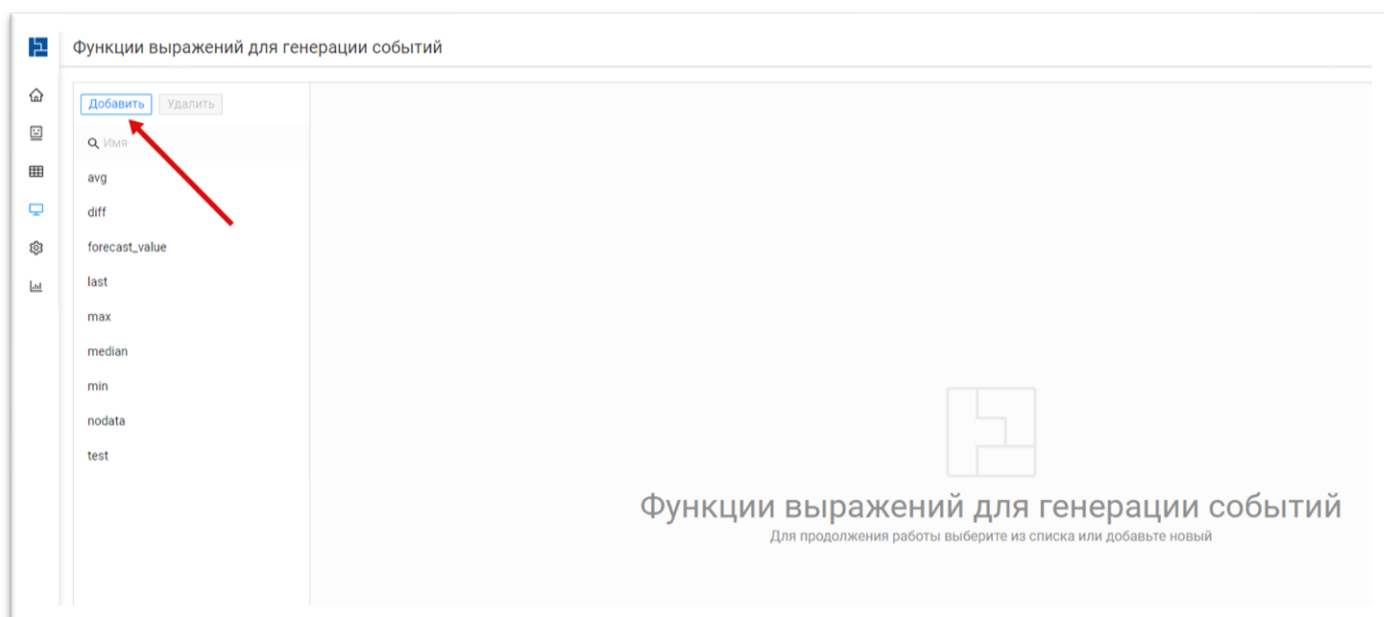 Функции выражений для генерации событий
Добавить Удалить
Имя
avg
diff
forecast_value
last
max
median
min
nodata
test
Функции выражений для генерации событий
Для продолжения работы выберите из списка или добавьте новый